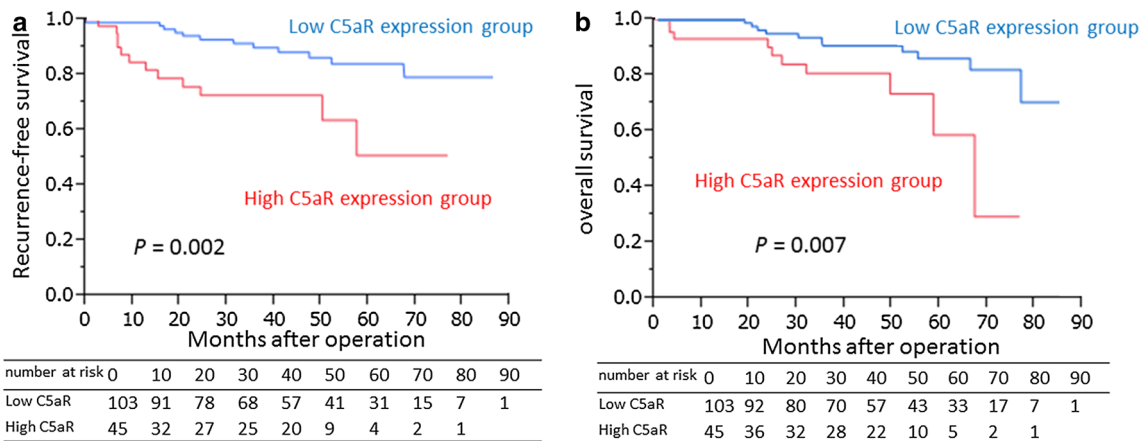 a
Recurrence-free survival
1.0
0.8
0.6
0.4
0.2
0.0
Low C5aR expression group
High C5aR expression group
P = 0.002
0 10 20 30 40 50 60 70 80 90
Months after operation
number at risk 0 10 20 30 40 50 60 70 80 90
Low C5aR 103 91 78 68 57 41 31 15 7 1
High C5aR 45 32 27 25 20 9 4 2 1
b
overall survival
1.0
0.8
0.6
0.4
0.2
0.0
Low C5aR expression group
High C5aR expression group
P = 0.007
0 10 20 30 40 50 60 70 80 90
Months after operation
number at risk 0 10 20 30 40 50 60 70 80 90
Low C5aR 103 92 80 70 57 43 33 17 7 1
High C5aR 45 36 32 28 22 10 5 2 1